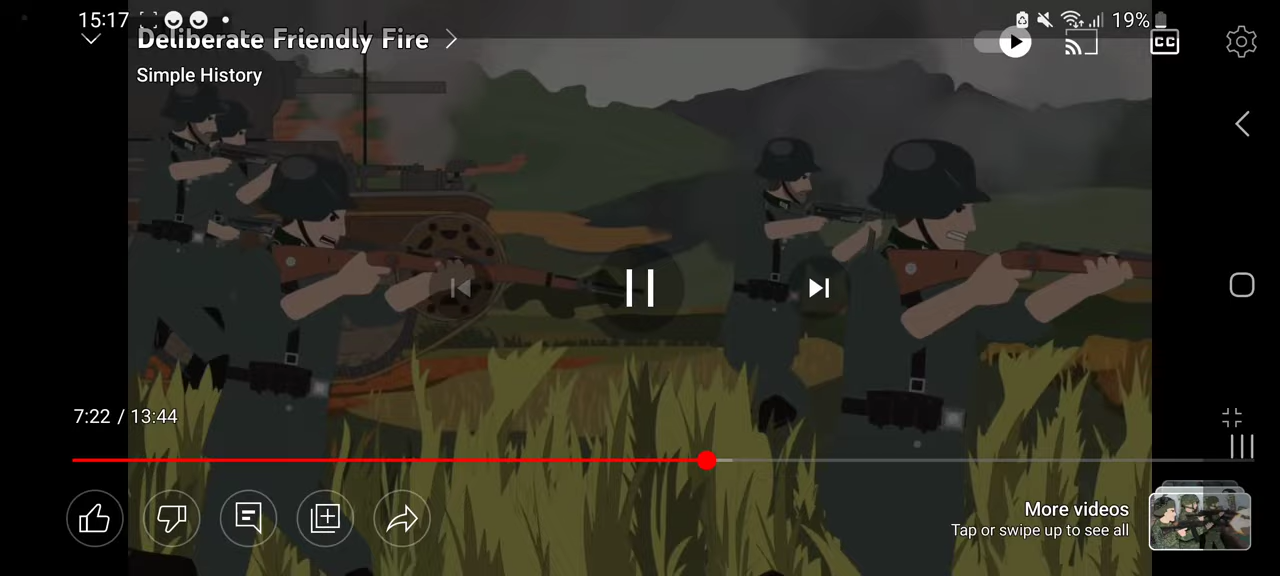 15:17
19%
Deliberate Friendly Fire
CC
Simple History
7:22 / 13:44
More videos
Tap or swipe up to see all